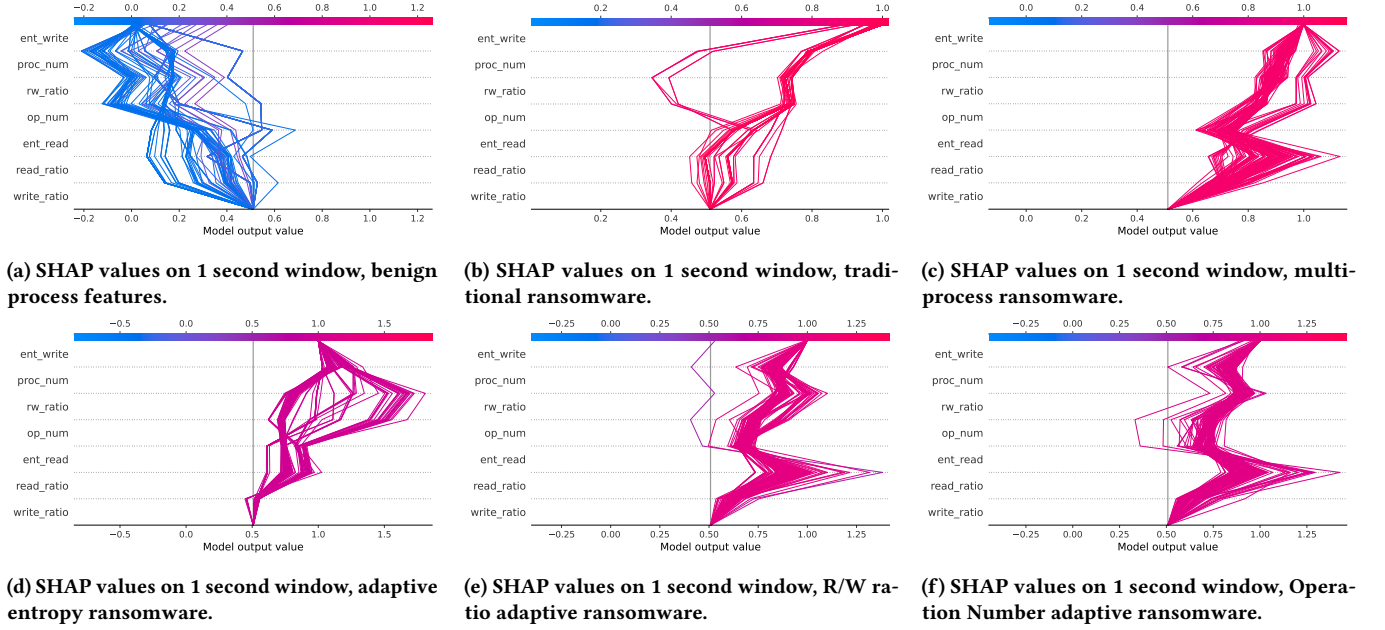 −0.2 0.0 0.2 0.4 0.6 0.8 1.0 1.2
ent_write
proc_num
rw_ratio
op_num
ent_read
read_ratio
write_ratio
−0.2 0.0 0.2 0.4 0.6 0.8 1.0 1.2
Model output value
(a) SHAP values on 1 second window, benign
process features.
0.2 0.4 0.6 0.8 1.0
ent_write
proc_num
rw_ratio
op_num
ent_read
read_ratio
write_ratio
0.2 0.4 0.6 0.8 1.0
Model output value
(b) SHAP values on 1 second window, tradi-
tional ransomware.
0.0 0.2 0.4 0.6 0.8 1.0
ent_write
proc_num
rw_ratio
op_num
ent_read
read_ratio
write_ratio
0.0 0.2 0.4 0.6 0.8 1.0
Model output value
(c) SHAP values on 1 second window, multi-
process ransomware.
−0.5 0.0 0.5 1.0 1.5
ent_write
proc_num
rw_ratio
op_num
ent_read
read_ratio
write_ratio
−0.5 0.0 0.5 1.0 1.5
Model output value
(d) SHAP values on 1 second window, adaptive
entropy ransomware.
−0.25 0.00 0.25 0.50 0.75 1.00 1.25
ent_write
proc_num
rw_ratio
op_num
ent_read
read_ratio
write_ratio
−0.25 0.00 0.25 0.50 0.75 1.00 1.25
Model output value
(e) SHAP values on 1 second window, R/W ra-
tio adaptive ransomware.
−0.25 0.00 0.25 0.50 0.75 1.00 1.25
ent_write
proc_num
rw_ratio
op_num
ent_read
read_ratio
write_ratio
−0.25 0.00 0.25 0.50 0.75 1.00 1.25
Model output value
(f) SHAP values on 1 second window, Opera-
tion Number adaptive ransomware.